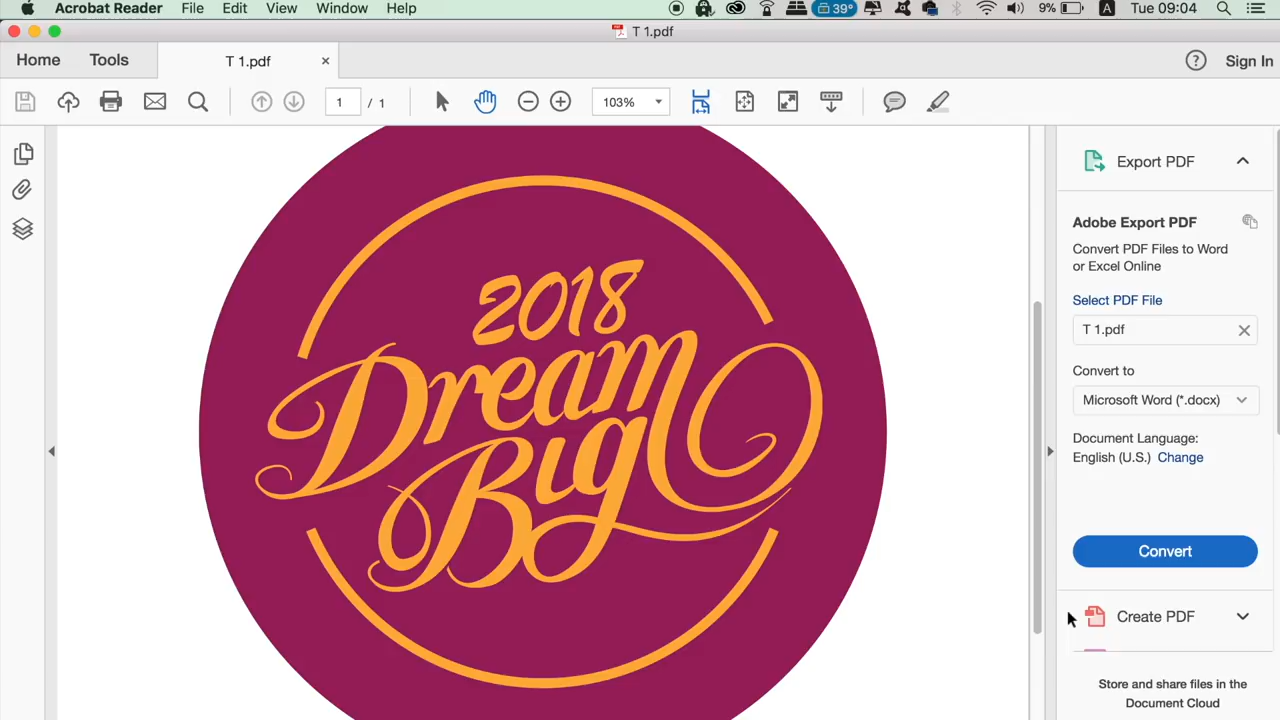 Acrobat Reader File Edit View Window Help 39° 9% A Tue 09:04
T 1.pdf
Home Tools T 1.pdf × ? Sign In
1 / 1 103%
Export PDF
Adobe Export PDF
Convert PDF Files to Word
or Excel Online
Select PDF File
T 1.pdf
Convert to
Microsoft Word (*.docx)
Document Language:
English (U.S.) Change
Convert
Create PDF
Store and share files in the
Document Cloud
2018
Dream
Big